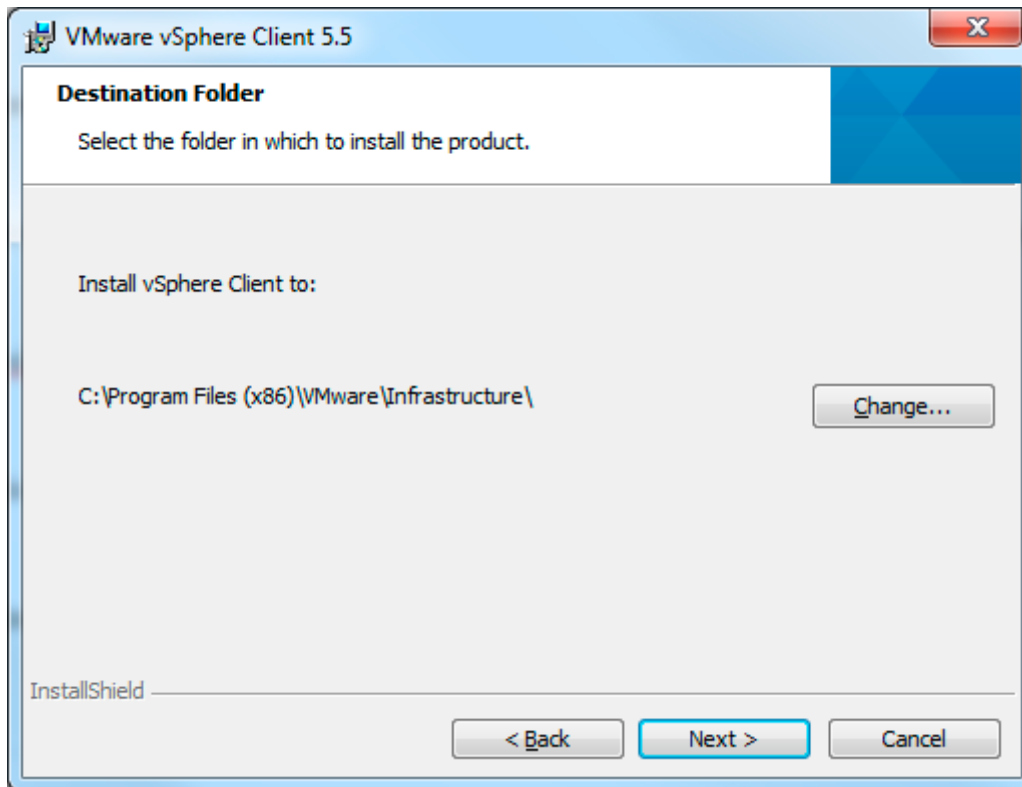 VMware vSphere Client 5.5
Destination Folder
Select the folder in which to install the product.
Install vSphere Client to:
C:\Program Files (x86)\VMware\Infrastructure\
Change...
InstallShield
< Back
Next >
Cancel